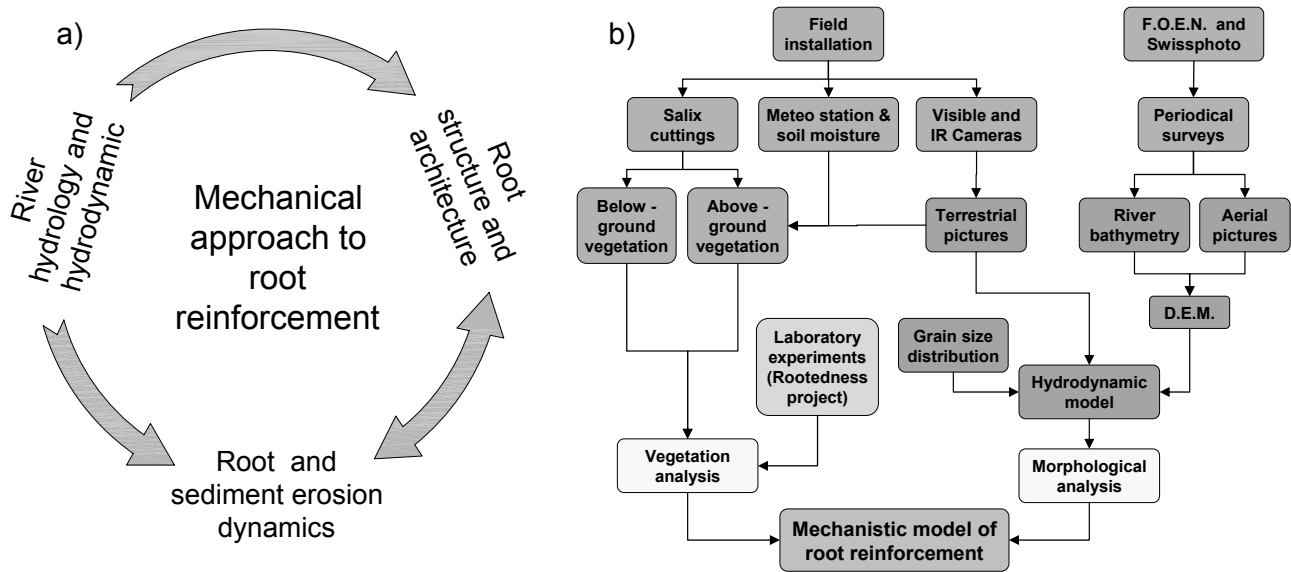 a)
River
hydrology and
hydrodynamic
Root
structure and
architecture
Mechanical
approach to
root
reinforcement
Root and
sediment erosion
dynamics
b)
Field
installation
F.O.E.N. and
Swissphoto
Salix
cuttings
Meteo station &
soil moisture
Visible and
IR Cameras
Periodical
surveys
Below -
ground
vegetation
Above -
ground
vegetation
Terrestrial
pictures
River
bathymetry
Aerial
pictures
D.E.M.
Laboratory
experiments
(Rootedness
project)
Grain size
distribution
Hydrodynamic
model
Vegetation
analysis
Morphological
analysis
Mechanistic model of
root reinforcement